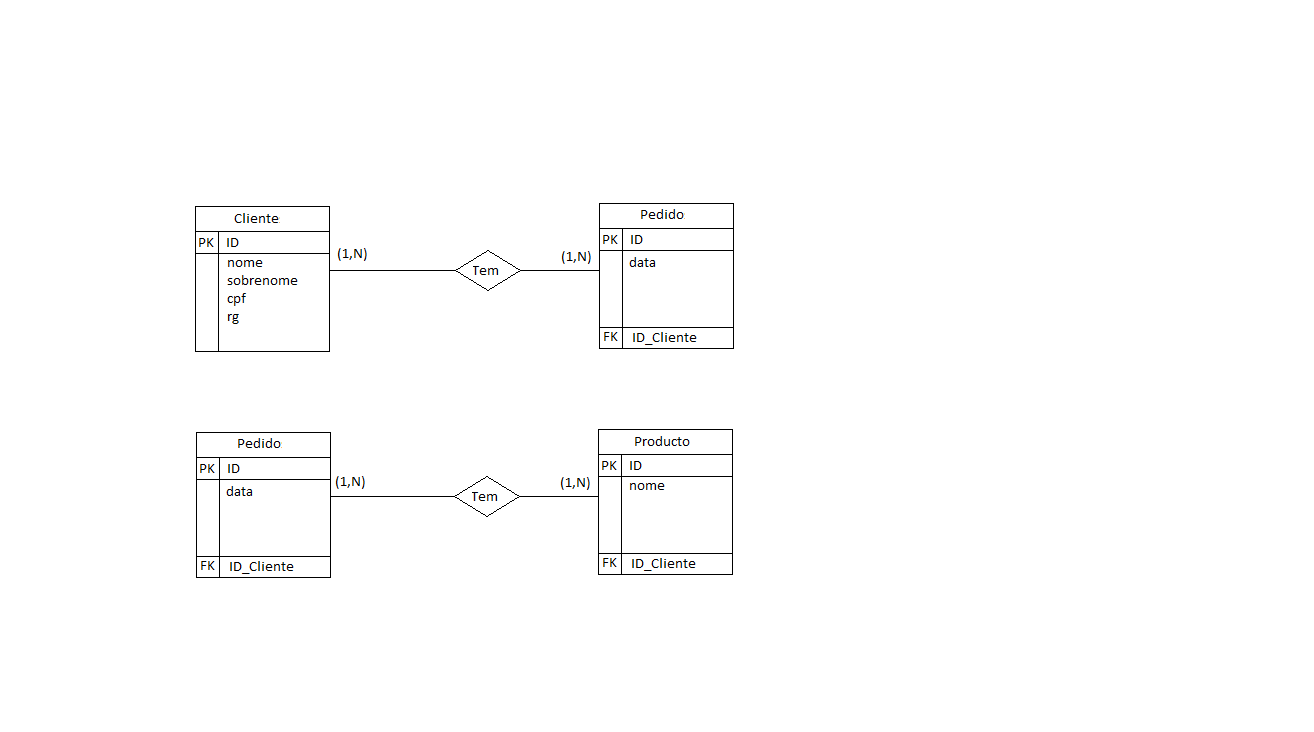 Cliente
PK ID
nome
sobrenome
cpf
rg
(1,N)
Tem
(1,N)
Pedido
PK ID
data
FK ID_Cliente
Pedido
PK ID
data
FK ID_Cliente
(1,N)
Tem
(1,N)
Producto
PK ID
nome
FK ID_Cliente